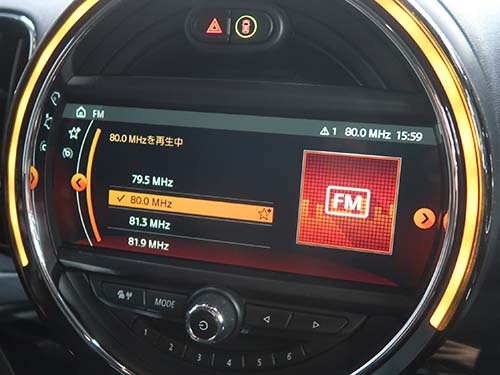 FM
1 80.0 MHz 15:59
80.0 MHzを再生中
79.5 MHz
80.0 MHz
81.3 MHz
81.9 MHz
FM
MODE
1 2 3 4 5 6